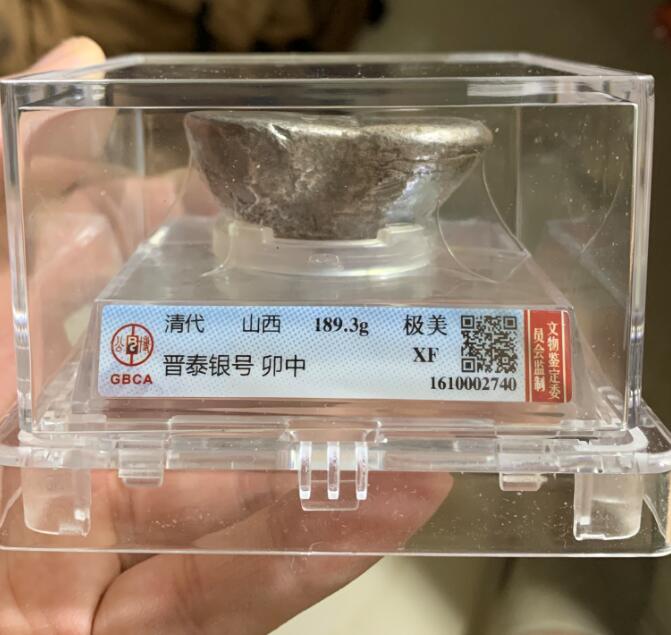 清代 山西 189.3g 极美
晋泰银号 卯中 XF
GBCA
1610002740
文物鉴定委
员会监制